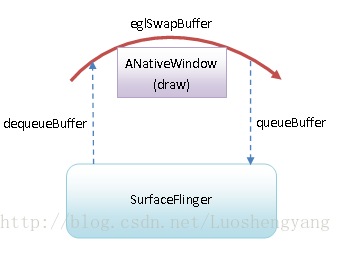 eglSwapBuffer
ANativeWindow
(draw)
dequeueBuffer
queueBuffer
SurfaceFlinger
http://blog.csdn.net/Luoshengyang